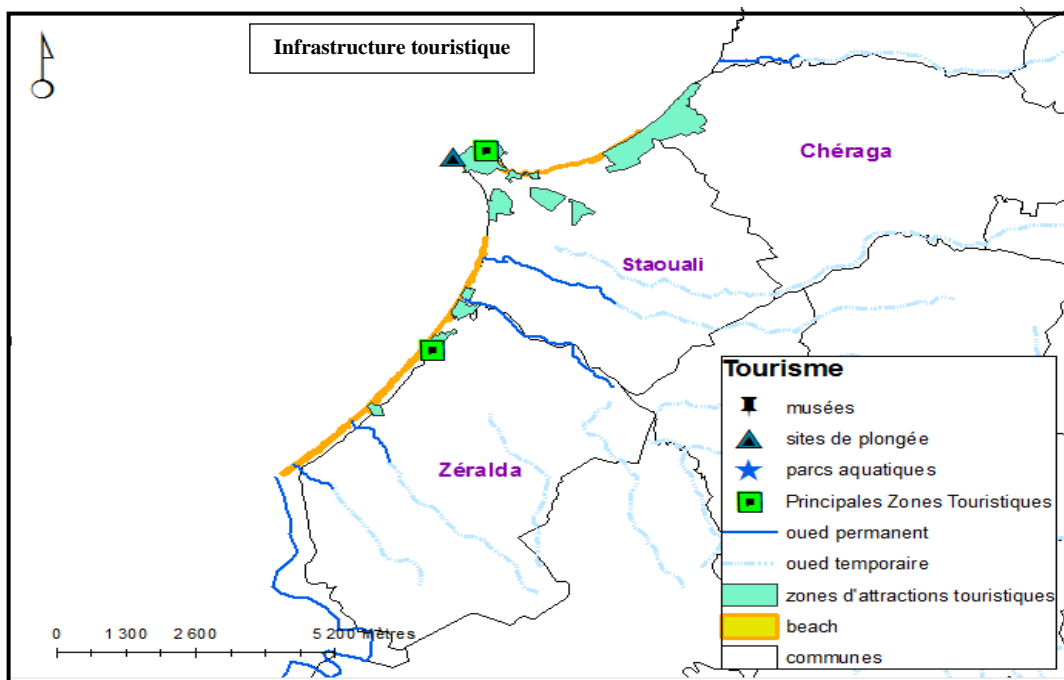 Infrastructure touristique
Chéraga
Staouali
Zéralda
Tourisme
musées
sites de plongée
parcs aquatiques
Principales Zones Touristiques
oued permanent
oued temporaire
zones d'attractions touristiques
beach
communes
0 1 300 2 600 5 200 mètres